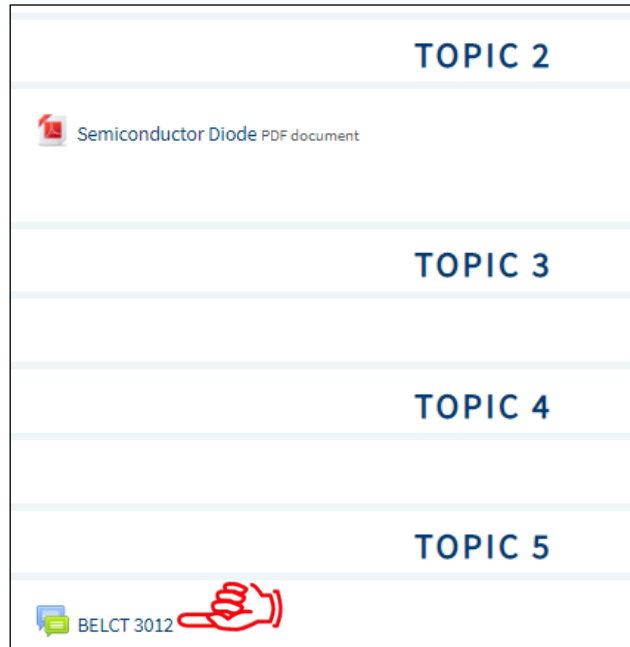 TOPIC 2
Semiconductor Diode PDF document
TOPIC 3
TOPIC 4
TOPIC 5
BELCT 3012